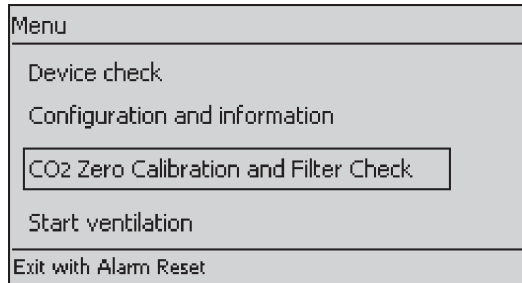 Menu
Device check
Configuration and information
CO2 Zero Calibration and Filter Check
Start ventilation
Exit with Alarm Reset